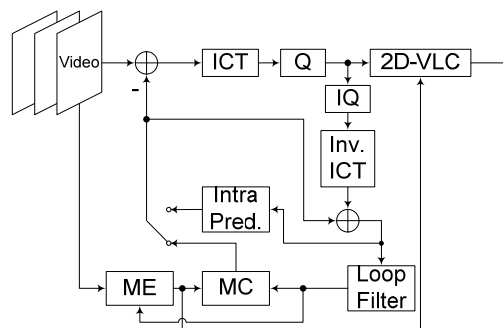 Video
ICT
Q
2D-VLC
-
IQ
Inv.
ICT
Intra
Pred.
ME
MC
Loop
Filter